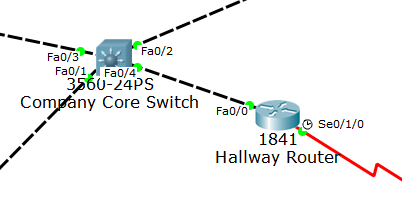 Fa0/2
Fa0/3
Fa0/1
Fa0/4
3560-24PS
Company Core Switch
Fa0/0
Se0/1/0
1841
Hallway Router